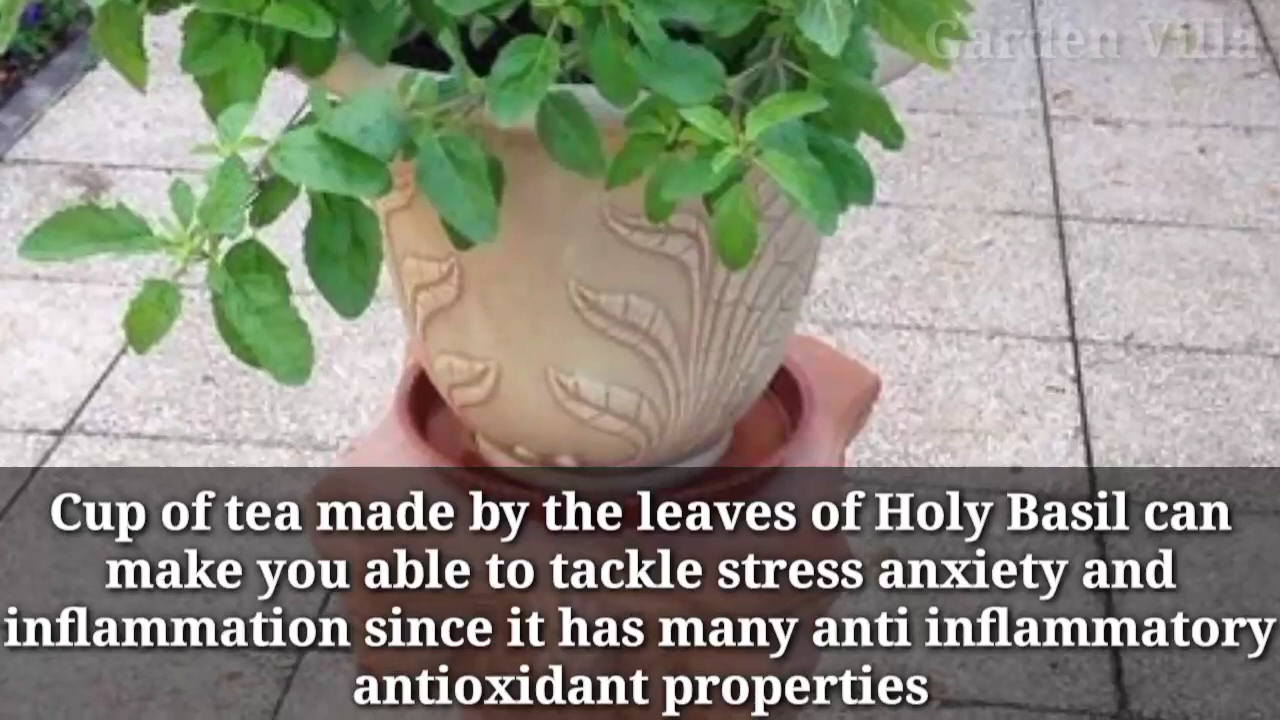 Garden Villa
Cup of tea made by the leaves of Holy Basil can
make you able to tackle stress anxiety and
inflammation since it has many anti inflammatory
antioxidant properties